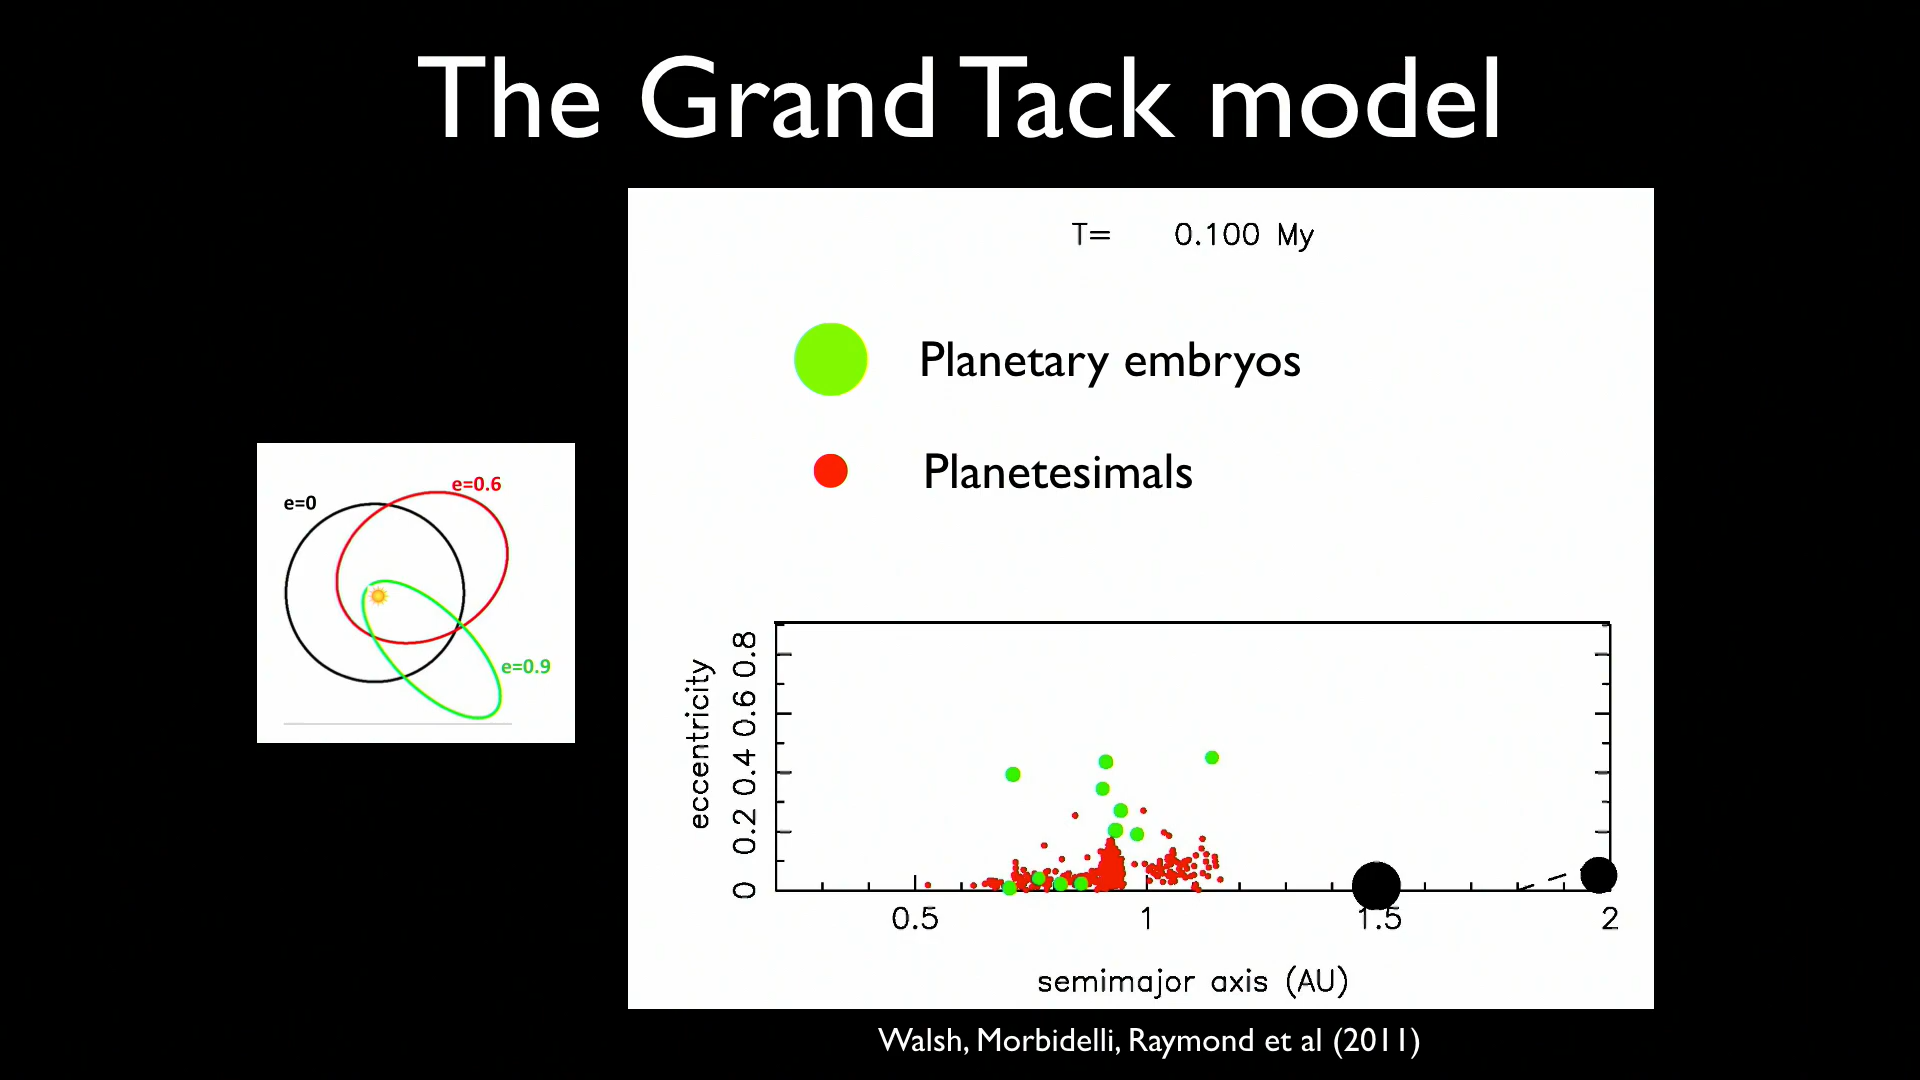 The Grand Tack model
T= 0.100 My
Planetary embryos
Planetesimals
e=0.6
e=0
e=0.9
eccentricity
0 0.2 0.4 0.6 0.8
0.5 1 1.5 2
semimajor axis (AU)
Walsh, Morbidelli, Raymond et al (2011)